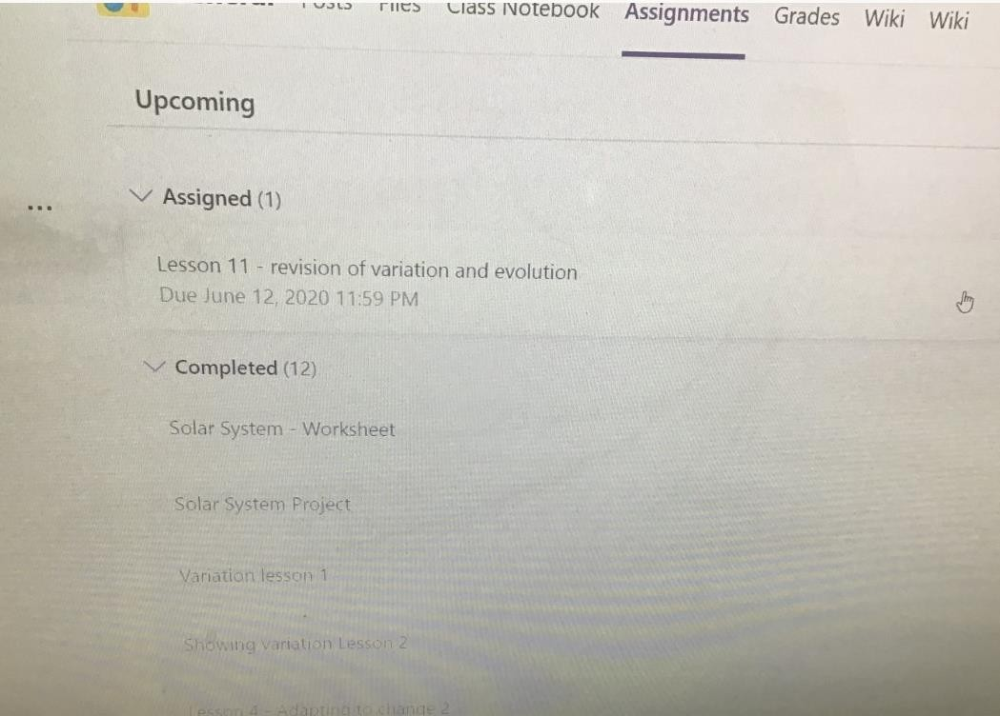 Posts Files Class Notebook Assignments Grades Wiki Wiki
Upcoming
Assigned (1)
Lesson 11 - revision of variation and evolution
Due June 12, 2020 11:59 PM
Completed (12)
Solar System - Worksheet
Solar System Project
Variation lesson 1
Showing variation Lesson 2
Lesson 4 - Adapting to change 2